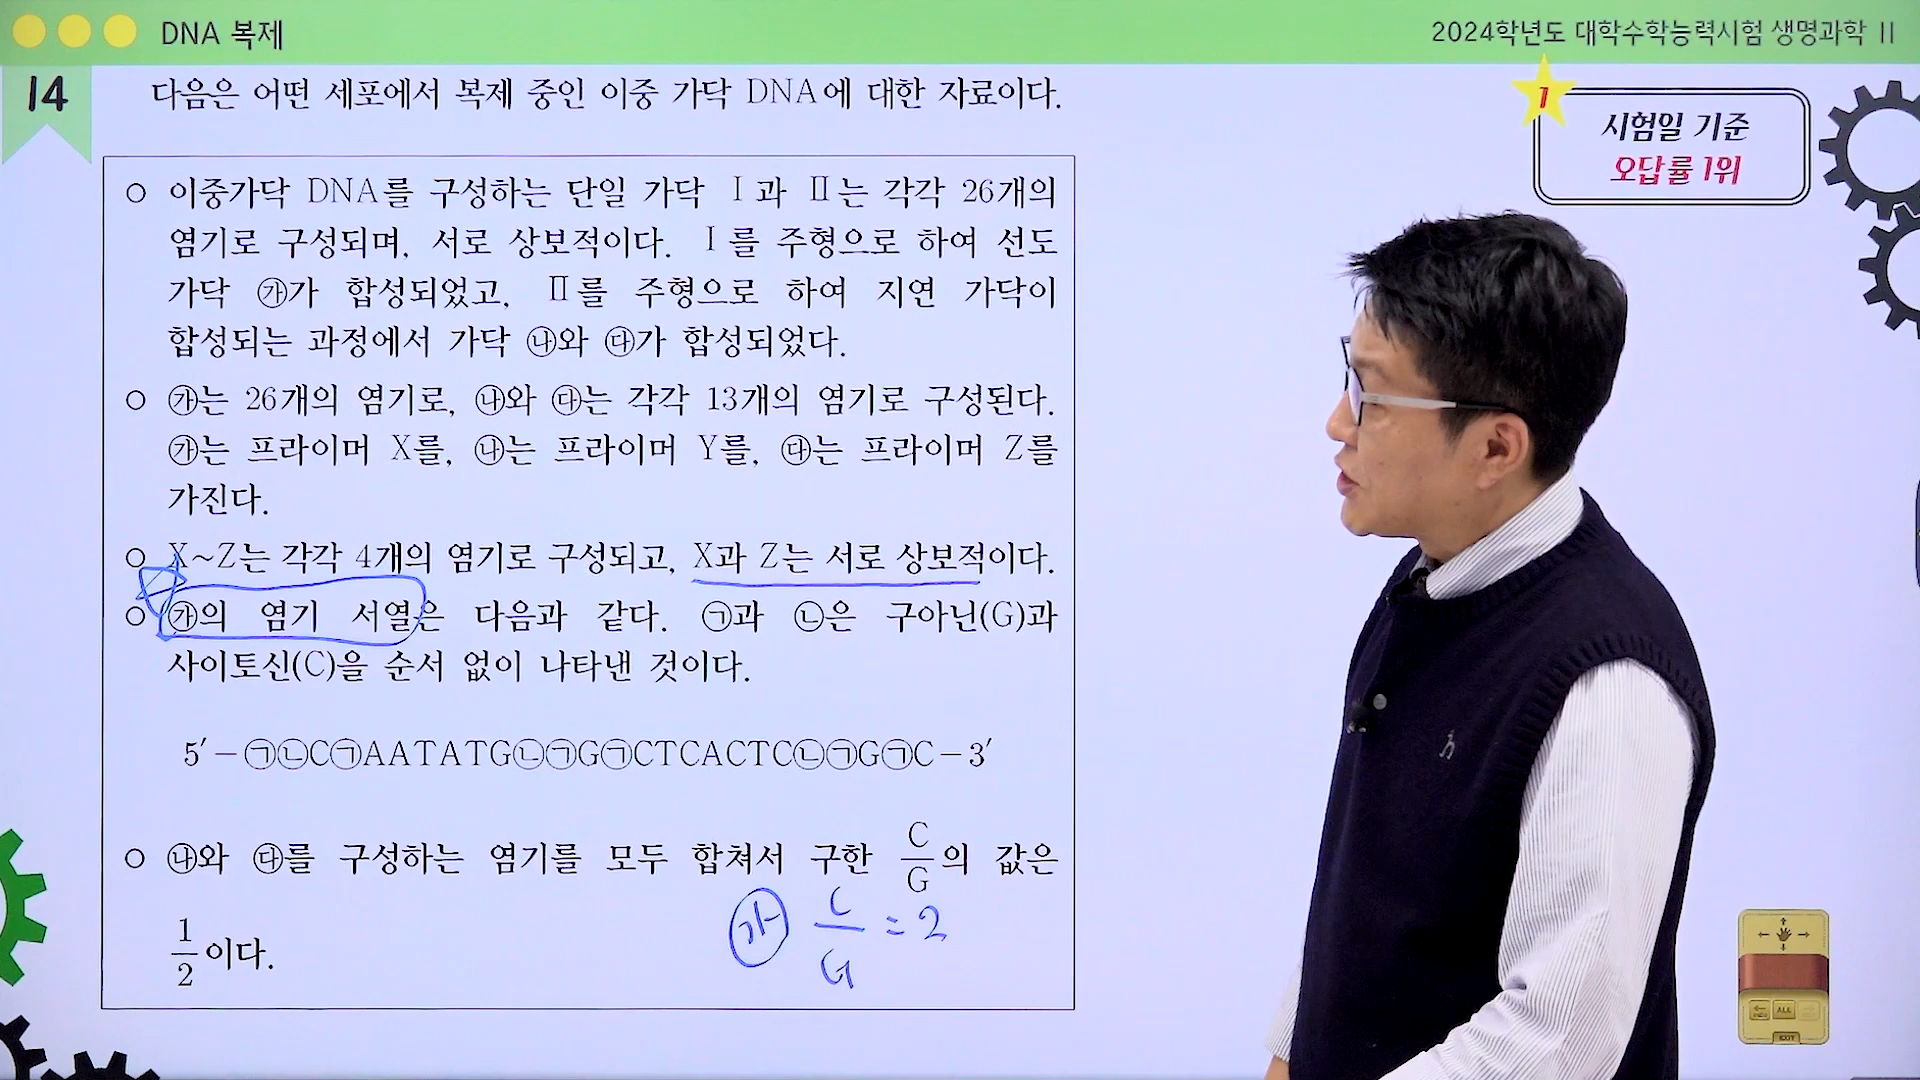 DNA 복제
2024학년도 대학수학능력시험 생명과학 Ⅱ
14
다음은 어떤 세포에서 복제 중인 이중 가닥 DNA에 대한 자료이다.
1
시험일 기준
오답률 1위
○ 이중가닥 DNA를 구성하는 단일 가닥 Ⅰ과 Ⅱ는 각각 26개의
염기로 구성되며, 서로 상보적이다. Ⅰ를 주형으로 하여 선도
가닥 ㉮가 합성되었고, Ⅱ를 주형으로 하여 지연 가닥이
합성되는 과정에서 가닥 ㉯와 ㉰가 합성되었다.
○ ㉮는 26개의 염기로, ㉯와 ㉰는 각각 13개의 염기로 구성된다.
㉮는 프라이머 X를, ㉯는 프라이머 Y를, ㉰는 프라이머 Z를
가진다.
○ X~Z는 각각 4개의 염기로 구성되고, X과 Z는 서로 상보적이다.
○ ㉮의 염기 서열은 다음과 같다. ㉠과 ㉡은 구아닌(G)과
사이토신(C)을 순서 없이 나타낸 것이다.
5′－㉠㉡C㉠AATATG㉡㉠G㉠CTCACTC㉡㉠G㉠C－3′
○ ㉯와 ㉰를 구성하는 염기를 모두 합쳐서 구한 C/G의 값은
1/2이다.
㉮ C/G = 2
ALL
EXIT